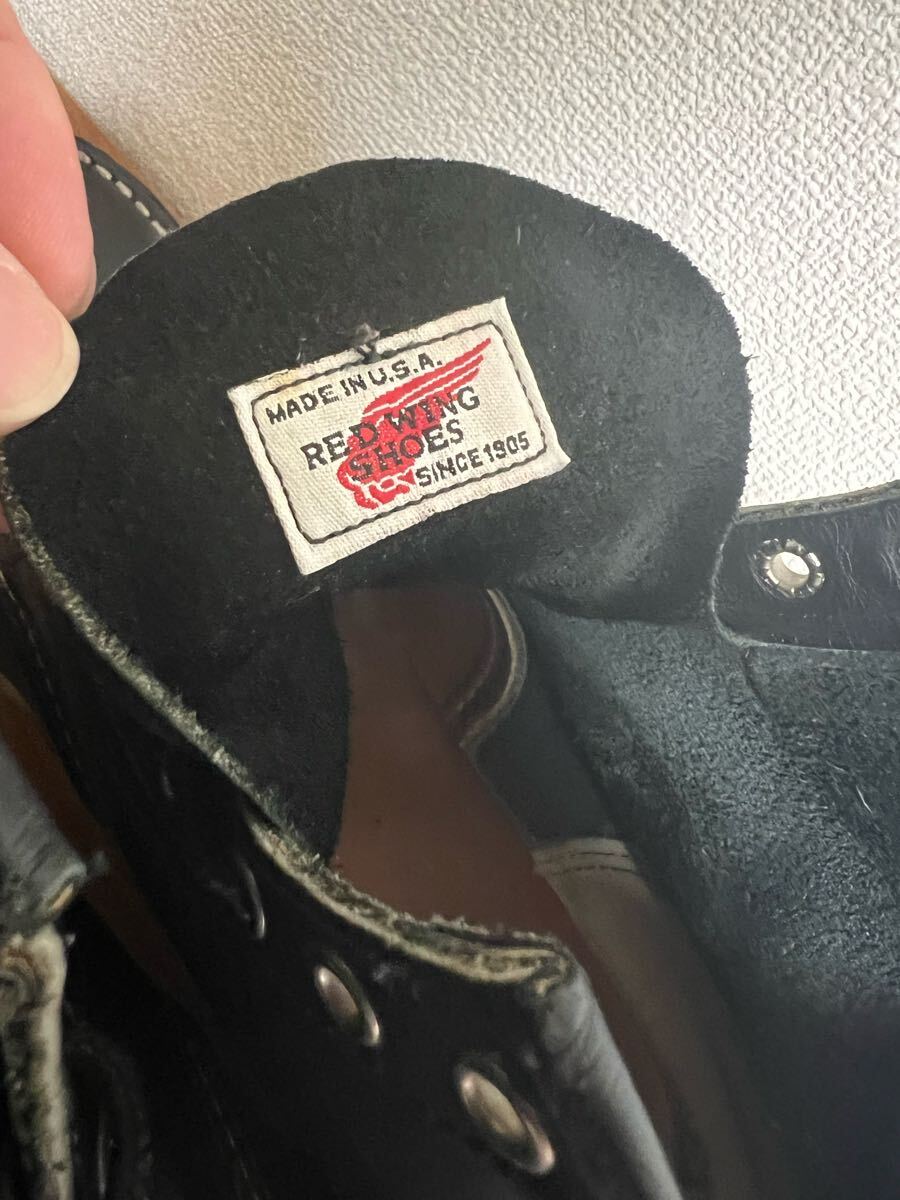 MADE IN U.S.A.
RED WING
SHOES
SINCE 1905